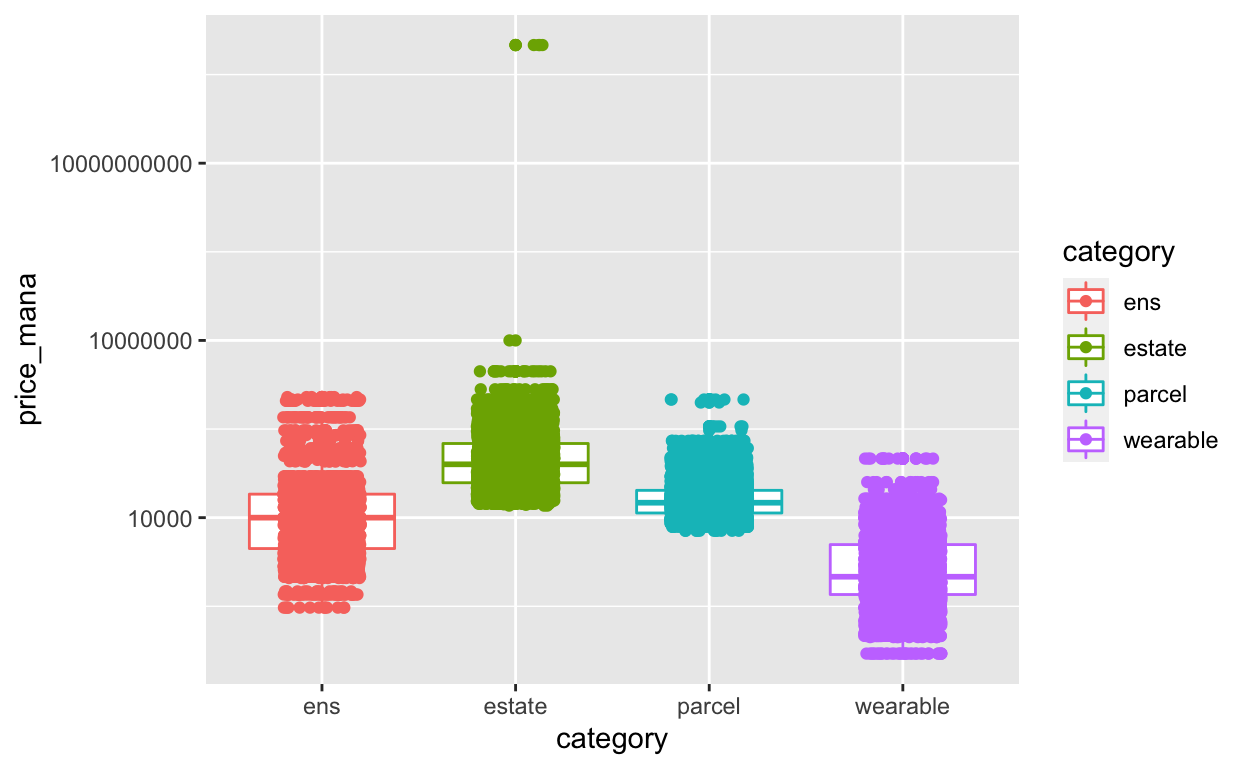 price_mana
10000000000
10000000
10000
ens
estate
parcel
wearable
category
category
ens
estate
parcel
wearable